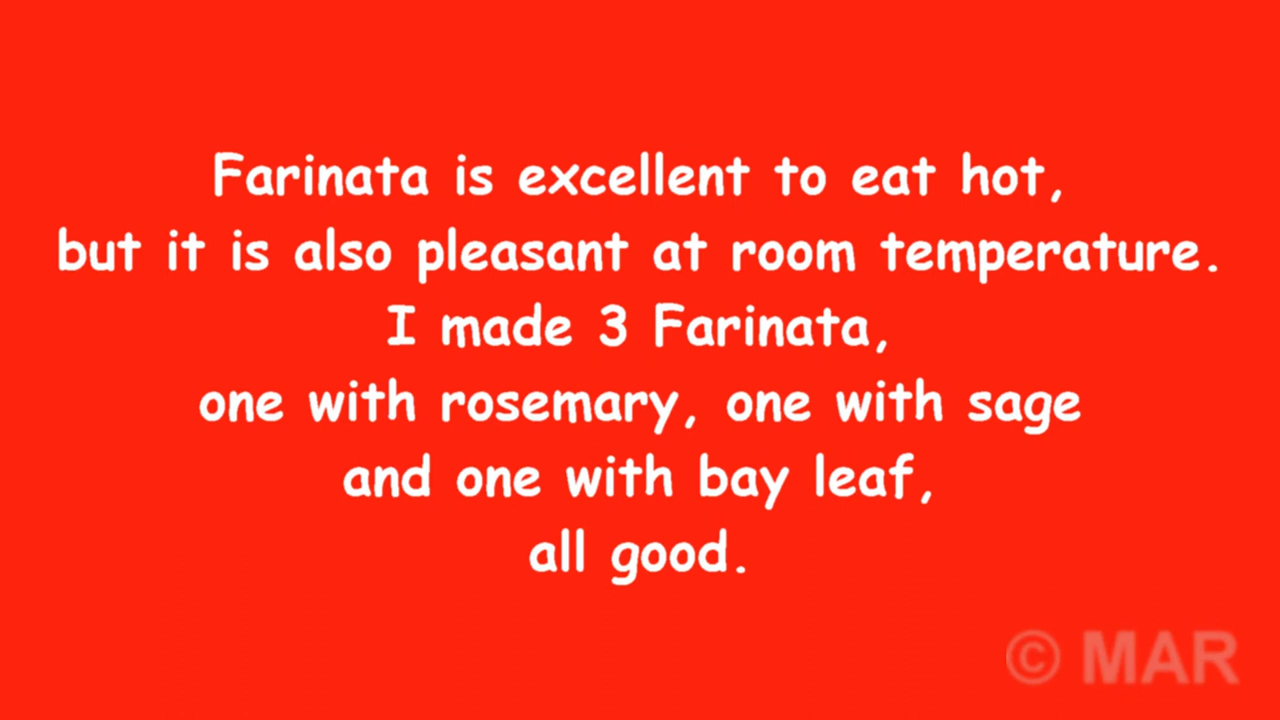 Farinata is excellent to eat hot,
but it is also pleasant at room temperature.
I made 3 Farinata,
one with rosemary, one with sage
and one with bay leaf,
all good.
© MAR